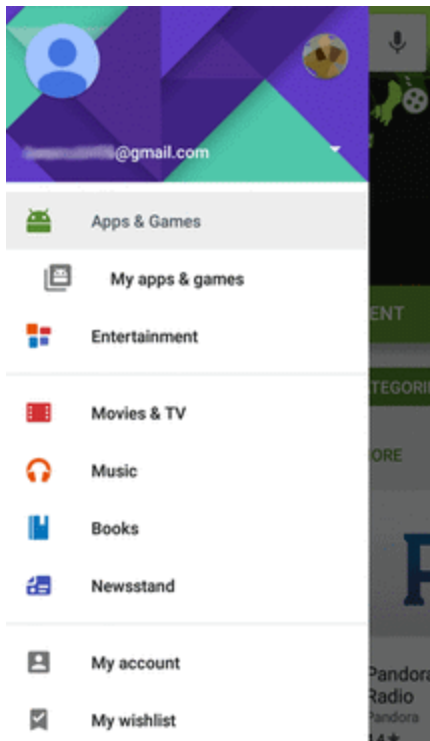 @gmail.com
Apps & Games
My apps & games
ENT
Entertainment
TEGORI
Movies & TV
ORE
Music
Books
Newsstand
My account
Pandora
Radio
Pandora
My wishlist